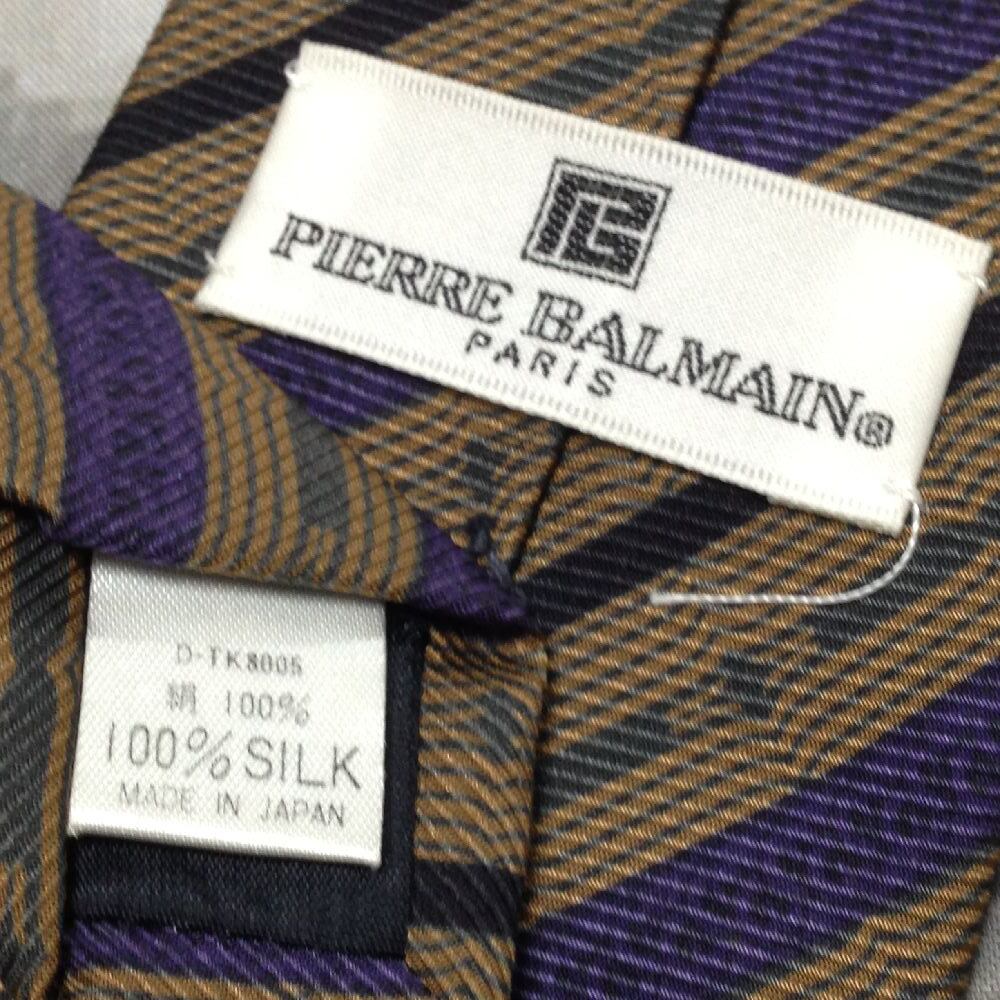 PIERRE BALMAIN®
PARIS
D-TK8005
絹 100%
100% SILK
MADE IN JAPAN